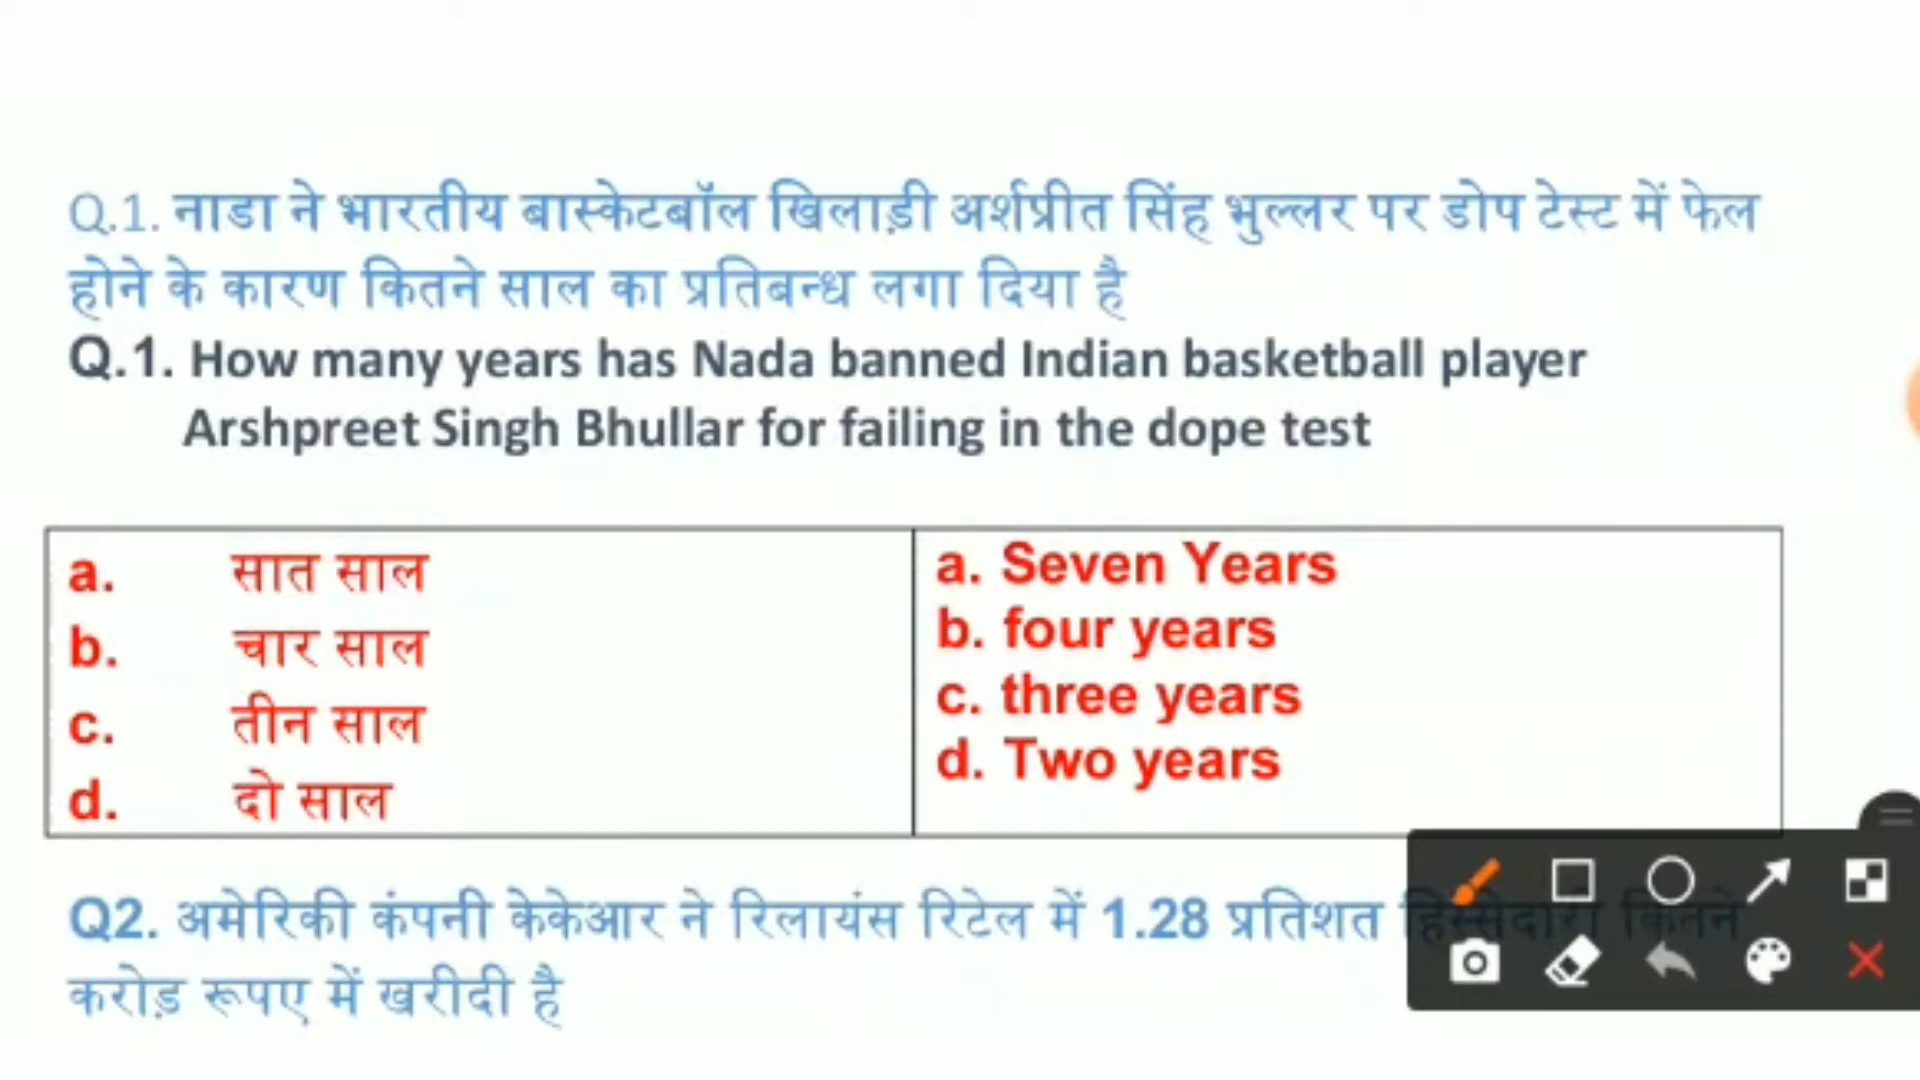 Q.1. नाडा ने भारतीय बास्केटबॉल खिलाड़ी अर्शप्रीत सिंह भुल्लर पर डोप टेस्ट में फेल
होने के कारण कितने साल का प्रतिबन्ध लगा दिया है
Q.1. How many years has Nada banned Indian basketball player
Arshpreet Singh Bhullar for failing in the dope test
a. सात साल
b. चार साल
c. तीन साल
d. दो साल
a. Seven Years
b. four years
c. three years
d. Two years
Q2. अमेरिकी कंपनी केकेआर ने रिलायंस रिटेल में 1.28 प्रतिशत हिस्सेदारी कितने
करोड़ रूपए में खरीदी है